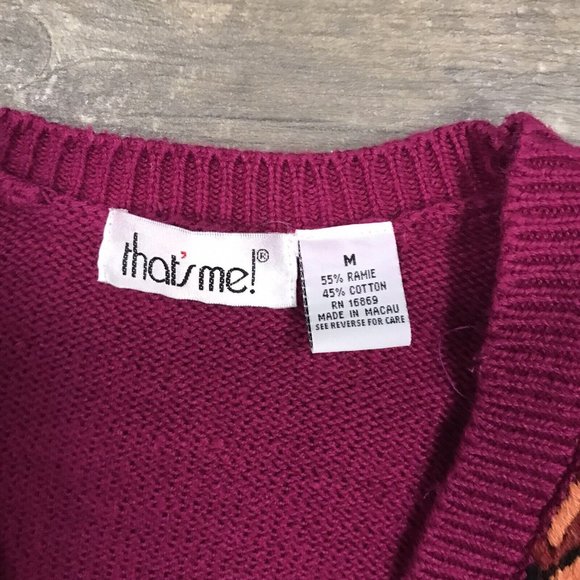 that's me!®
M
55% RAMIE
45% COTTON
RN 16869
MADE IN MACAU
SEE REVERSE FOR CARE